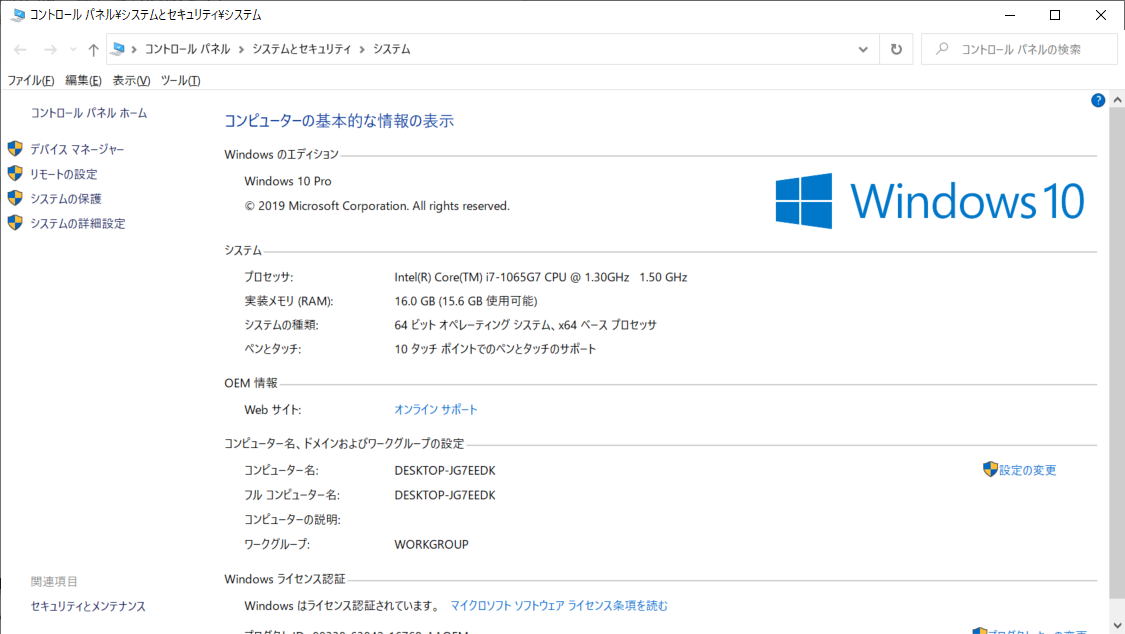 コントロール パネル¥システムとセキュリティ¥システム
コントロール パネル > システムとセキュリティ > システム
コントロール パネルの検索
ファイル(F) 編集(E) 表示(V) ツール(T)
コントロール パネル ホーム
デバイス マネージャー
リモートの設定
システムの保護
システムの詳細設定
コンピューターの基本的な情報の表示
Windows のエディション
Windows 10 Pro
© 2019 Microsoft Corporation. All rights reserved.
Windows 10
システム
プロセッサ: Intel(R) Core(TM) i7-1065G7 CPU @ 1.30GHz 1.50 GHz
実装メモリ (RAM): 16.0 GB (15.6 GB 使用可能)
システムの種類: 64 ビット オペレーティング システム、x64 ベース プロセッサ
ペンとタッチ: 10 タッチ ポイントでのペンとタッチのサポート
OEM 情報
Web サイト: オンライン サポート
コンピューター名、ドメインおよびワークグループの設定
コンピューター名: DESKTOP-JG7EEDK
設定の変更
フル コンピューター名: DESKTOP-JG7EEDK
コンピューターの説明:
ワークグループ: WORKGROUP
Windows ライセンス認証
Windows はライセンス認証されています。 マイクロソフト ソフトウェア ライセンス条項を読む
プロダクト ID:
プロダクト キーの変更
関連項目
セキュリティとメンテナンス